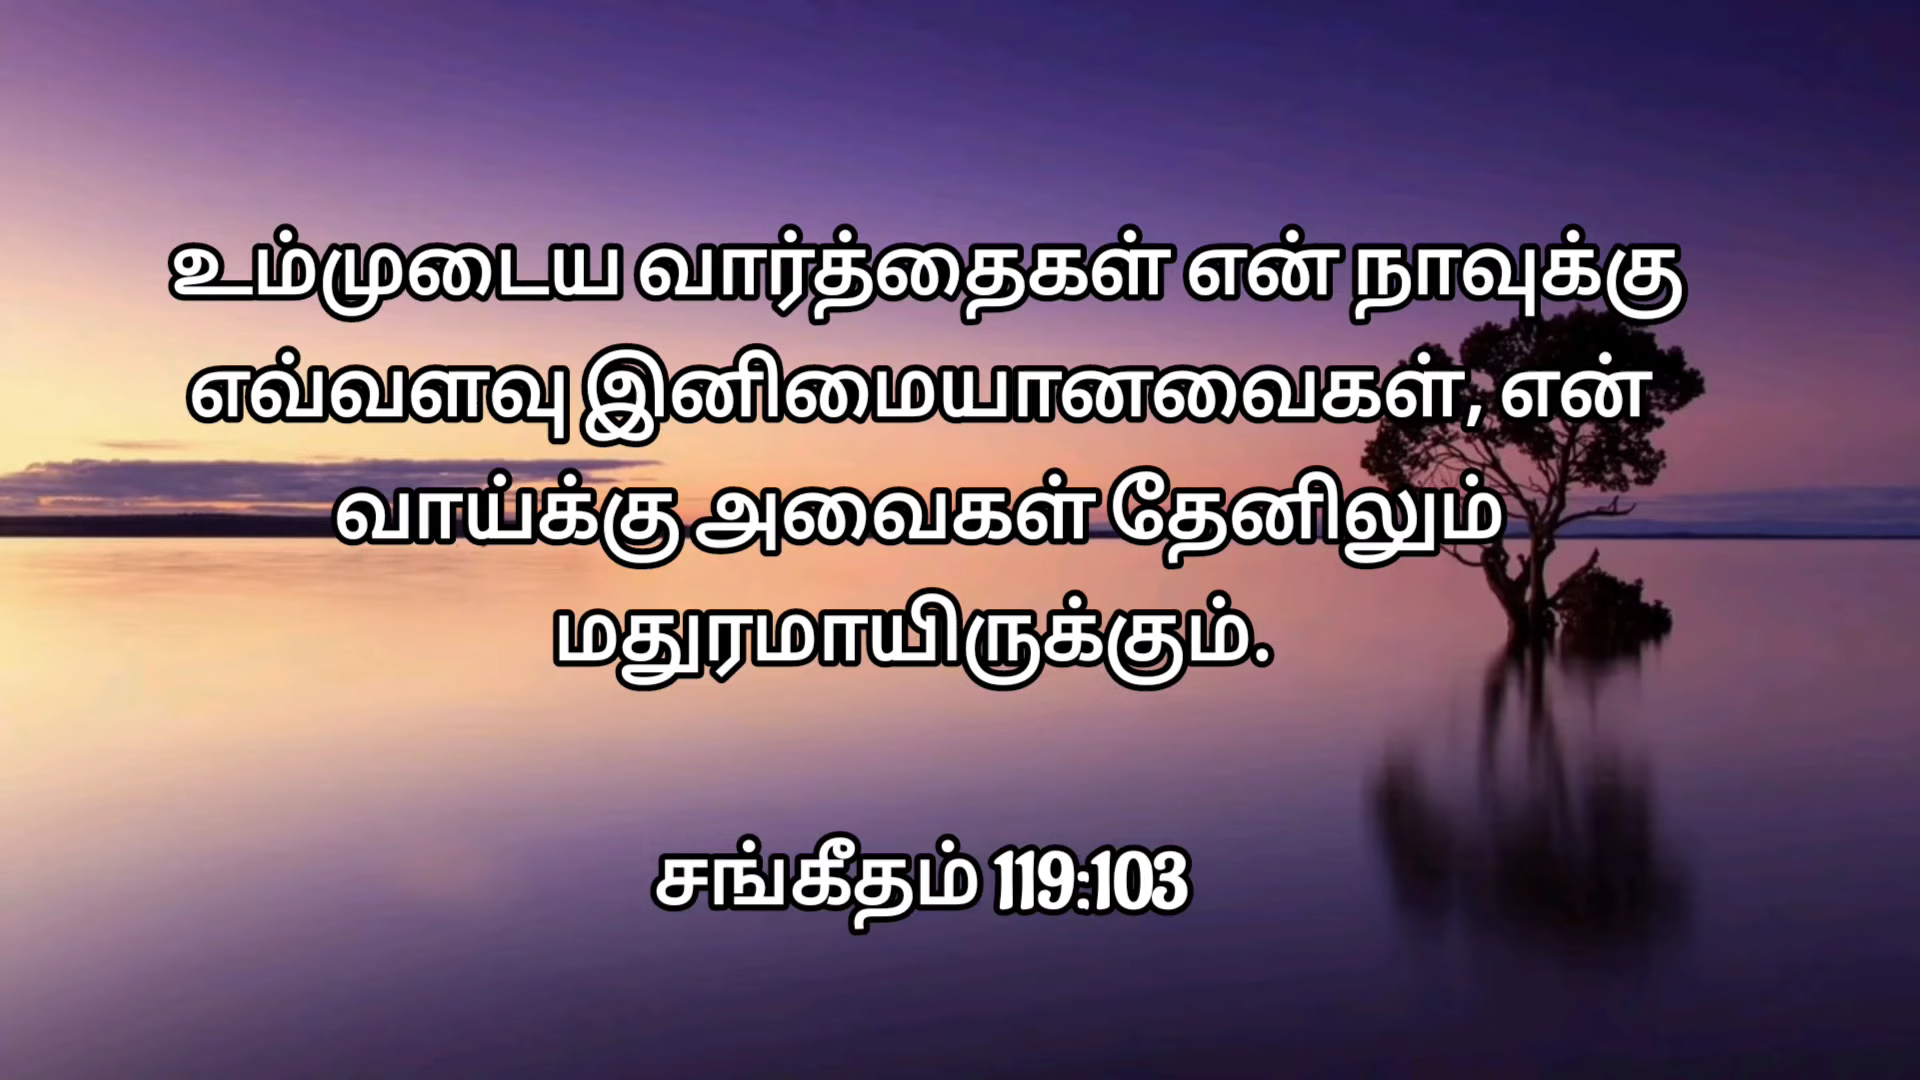 உம்முடைய வார்த்தைகள் என் நாவுக்கு
எவ்வளவு இனிமையானவைகள், என்
வாய்க்கு அவைகள் தேனிலும்
மதுரமாயிருக்கும்.
சங்கீதம் 119:103